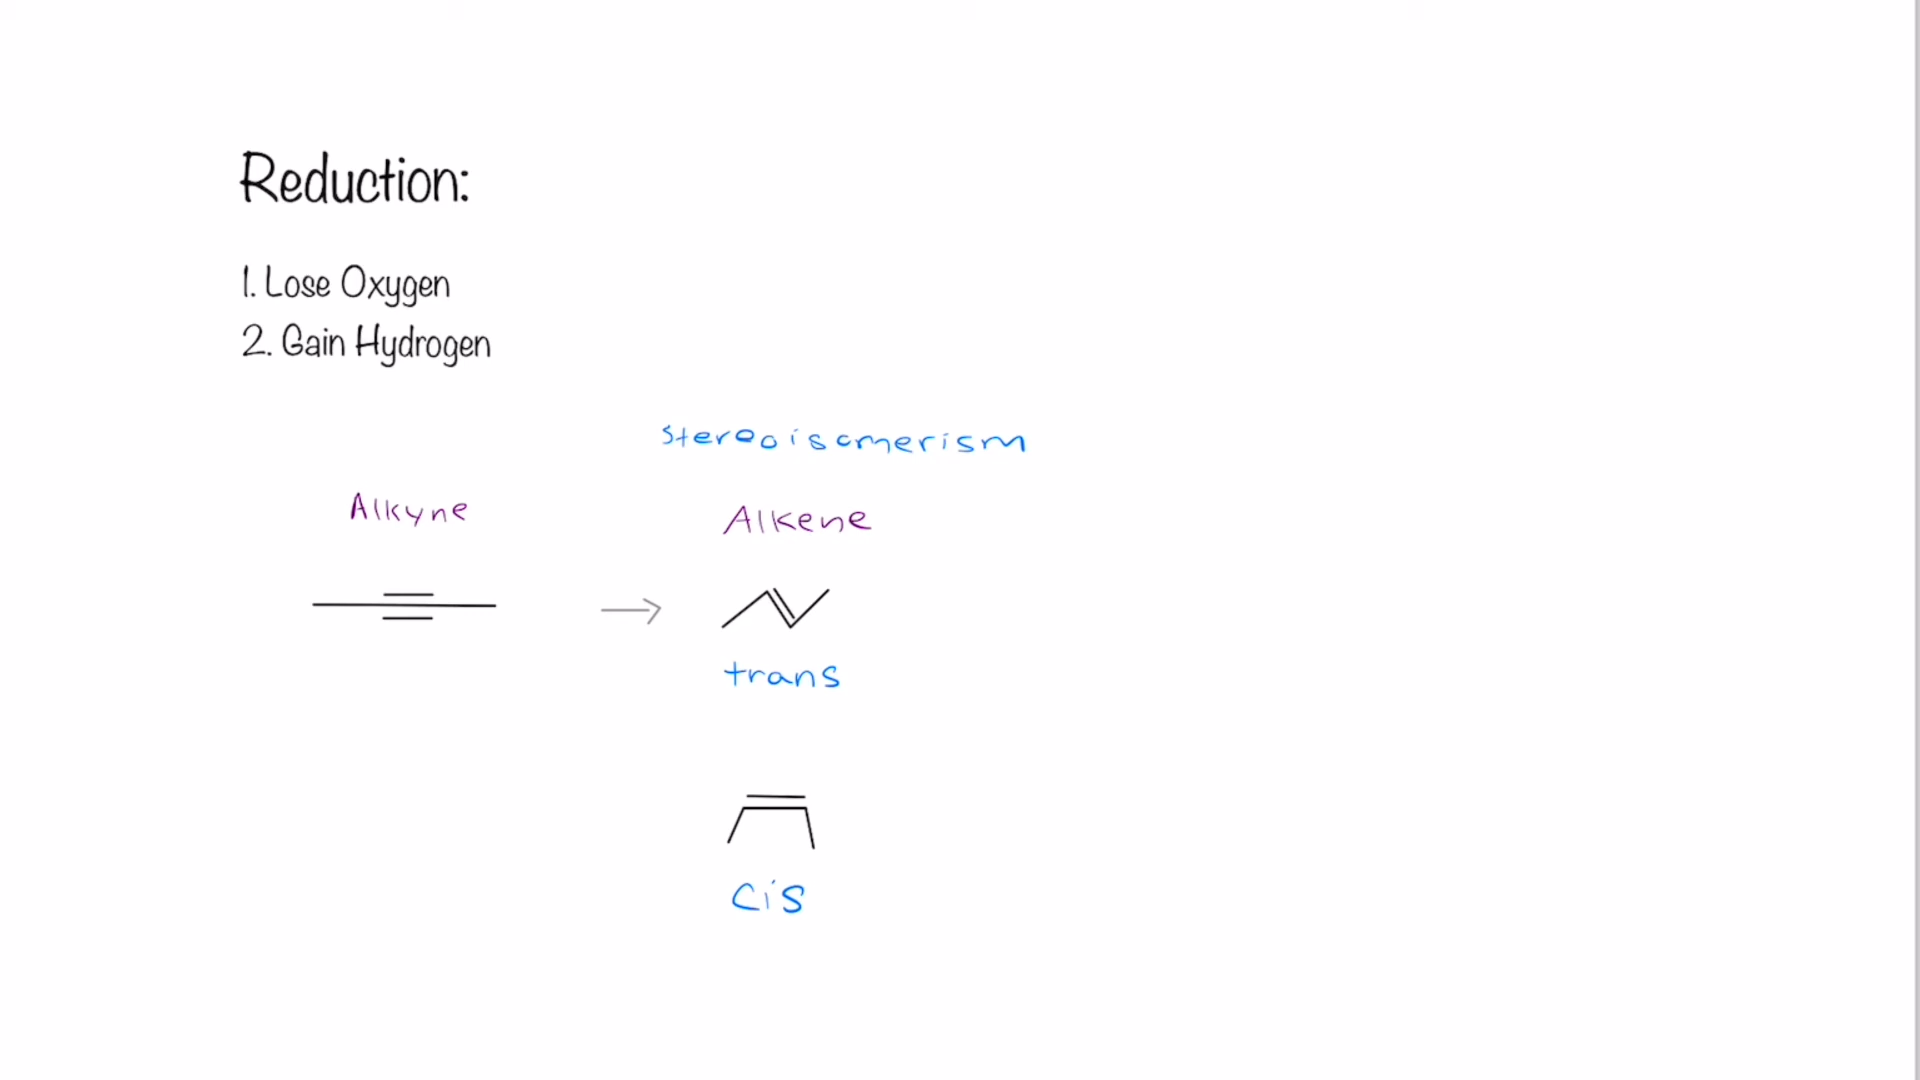 Reduction:
1. Lose Oxygen
2. Gain Hydrogen
stereoisomerism
Alkyne
Alkene
trans
cis